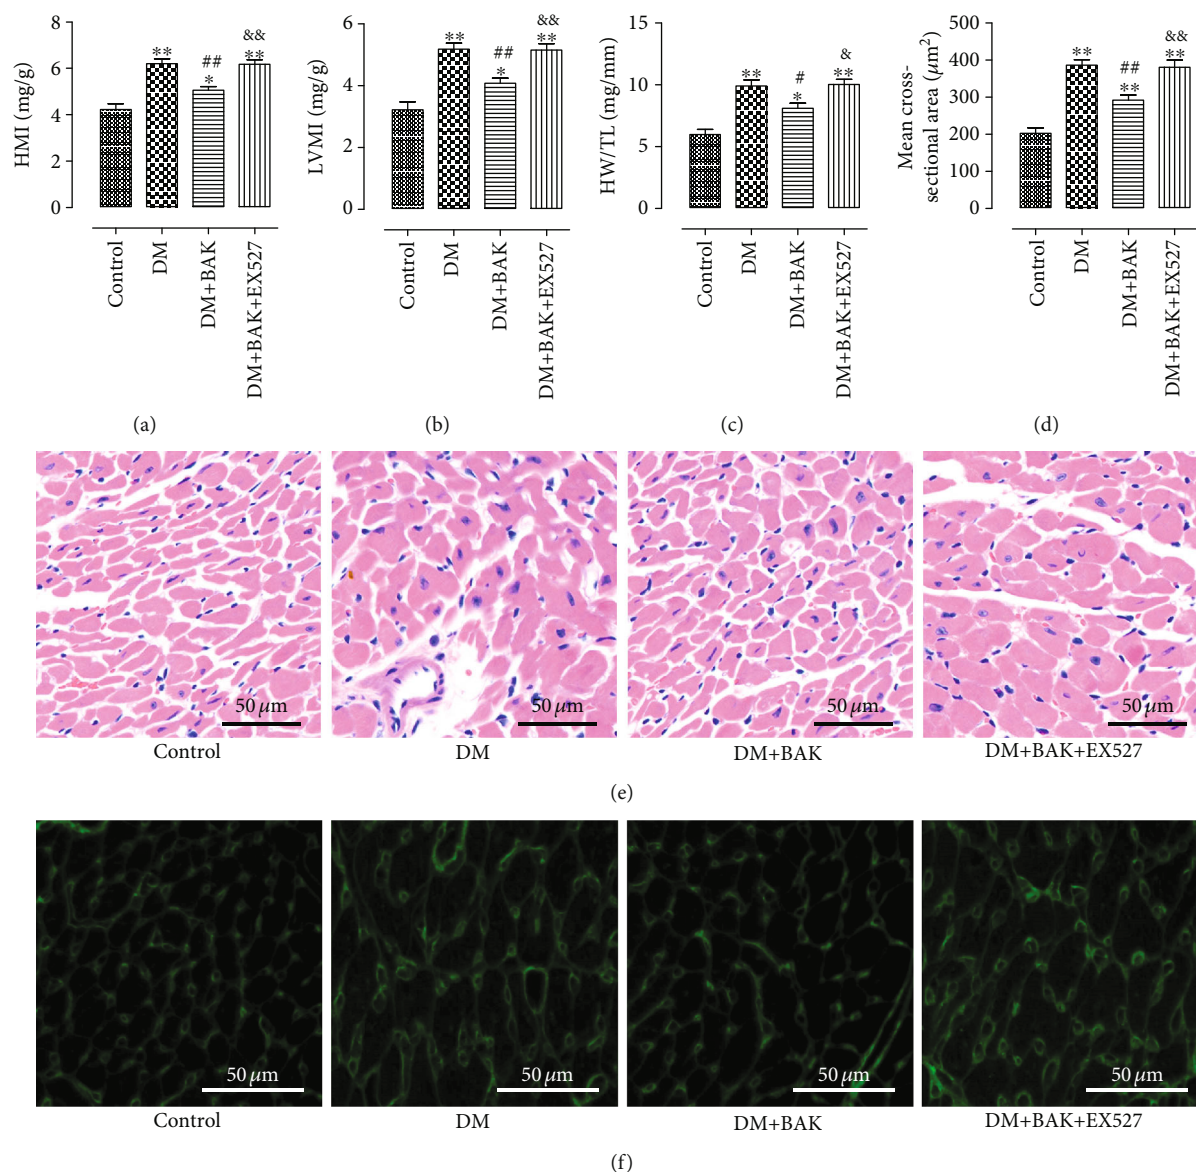 HMI (mg/g)
8
6
4
2
0
**
##
*
&&
**
Control
DM
DM+BAK
DM+BAK+EX527
(a)
LVMI (mg/g)
6
4
2
0
**
##
*
&&
**
Control
DM
DM+BAK
DM+BAK+EX527
(b)
HW/TL (mg/mm)
15
10
5
0
**
#
*
&
**
Control
DM
DM+BAK
DM+BAK+EX527
(c)
Mean cross-
sectional area (μm²)
500
400
300
200
100
0
**
##
**
&&
**
Control
DM
DM+BAK
DM+BAK+EX527
(d)
50 μm
50 μm
50 μm
50 μm
Control
DM
DM+BAK
DM+BAK+EX527
(e)
50 μm
50 μm
50 μm
50 μm
Control
DM
DM+BAK
DM+BAK+EX527
(f)